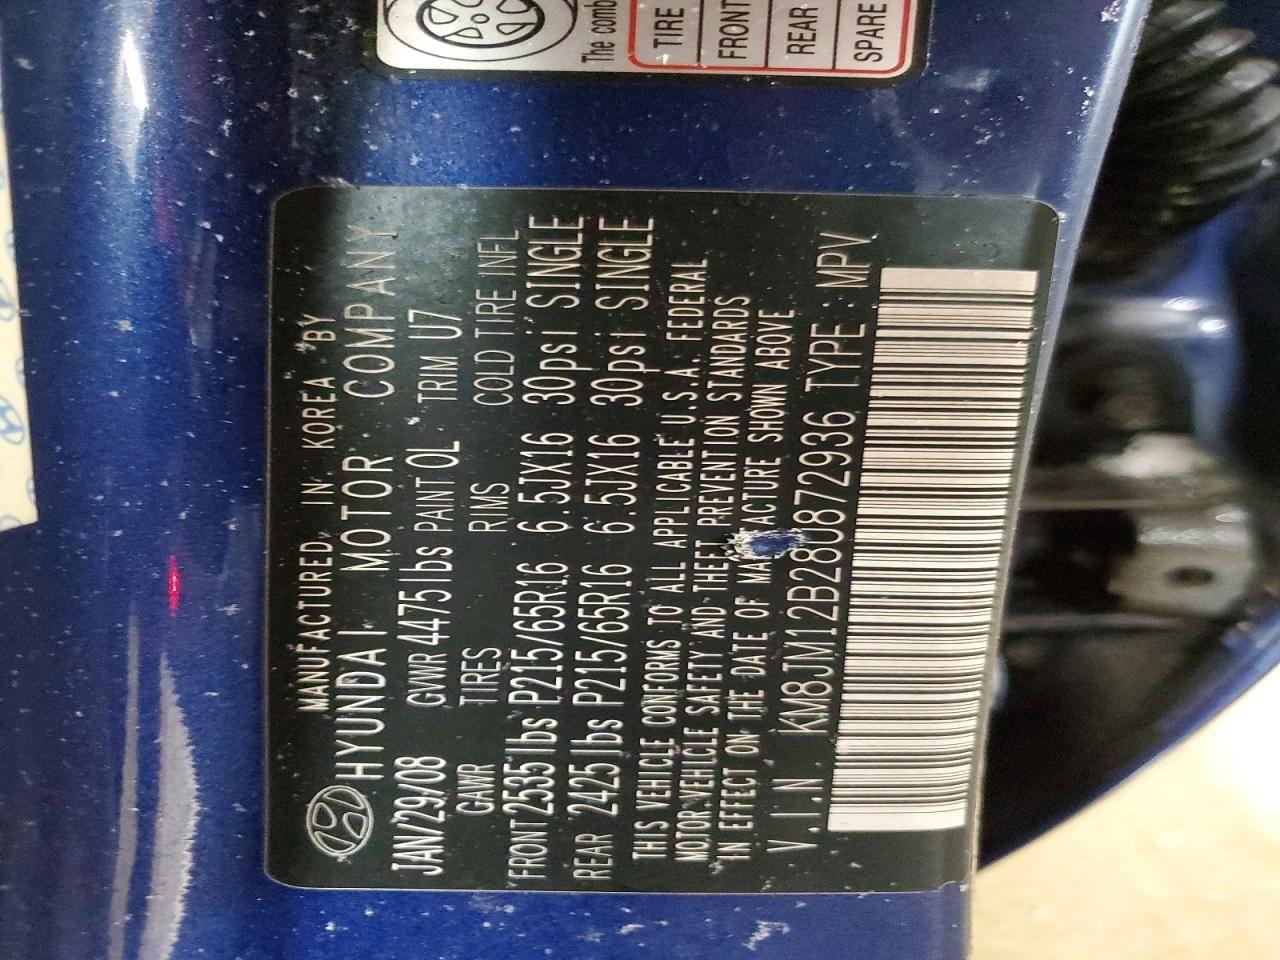 MANUFACTURED IN KOREA BY
HYUNDAI MOTOR COMPANY
JAN/29/08 GVWR 4475lbs PAINT OL TRIM U7
GAWR TIRES RIMS COLD TIRE INFL
FRONT 2535lbs P215/65R16 6.5JX16 30psi SINGLE
REAR 2425lbs P215/65R16 6.5JX16 30psi SINGLE
THIS VEHICLE CONFORMS TO ALL APPLICABLE U.S.A. FEDERAL
MOTOR VEHICLE SAFETY AND THEFT PREVENTION STANDARDS
IN EFFECT ON THE DATE OF MA FACTURE SHOWN ABOVE
V.I.N KM8JM12B280872936 TYPE : MPV
The comb
TIRE
FRONT
REAR
SPARE